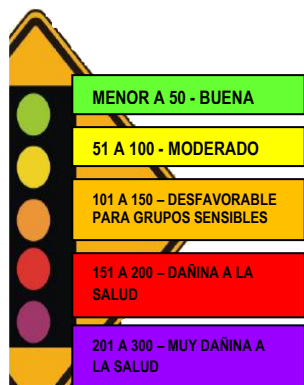 MENOR A 50 - BUENA
51 A 100 - MODERADO
101 A 150 – DESFAVORABLE
PARA GRUPOS SENSIBLES
151 A 200 – DAÑINA A LA
SALUD
201 A 300 – MUY DAÑINA A
LA SALUD